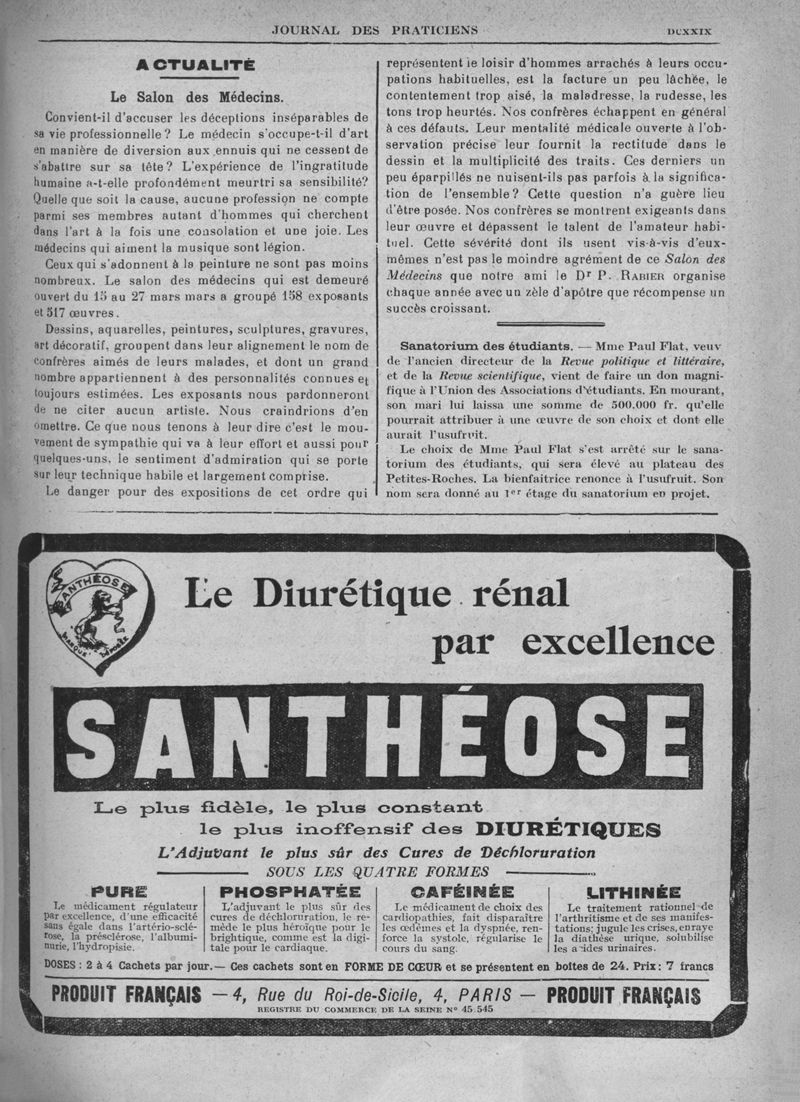 JOURNAL DES PRATICIENS
DCXXIX
ACTUALITÉ
Le Salon des Médecins.
Convient-il d'accuser les déceptions inséparables de
sa vie professionnelle ? Le médecin s'occupe-t-il d'art
en manière de diversion aux ennuis qui ne cessent de
s'abattre sur sa tête ? L'expérience de l'ingratitude
humaine a-t-elle profondément meurtri sa sensibilité?
Quelle que soit la cause, aucune profession ne compte
parmi ses membres autant d'hommes qui cherchent
dans l'art à la fois une consolation et une joie. Les
médecins qui aiment la musique sont légion.
Ceux qui s'adonnent à la peinture ne sont pas moins
nombreux. Le salon des médecins qui est demeuré
ouvert du 15 au 27 mars mars a groupé 158 exposants
et 517 œuvres.
Dessins, aquarelles, peintures, sculptures, gravures,
art décoratif, groupent dans leur alignement le nom de
confrères aimés de leurs malades, et dont un grand
nombre appartiennent à des personnalités connues et
toujours estimées. Les exposants nous pardonneront
de ne citer aucun artiste. Nous craindrions d'en
omettre. Ce que nous tenons à leur dire c'est le mou-
vement de sympathie qui va à leur effort et aussi pour
quelques-uns, le sentiment d'admiration qui se porte
sur leur technique habile et largement comprise.
Le danger pour des expositions de cet ordre qui
représentent le loisir d'hommes arrachés à leurs occu-
pations habituelles, est la facture un peu lâchée, le
contentement trop aisé, la maladresse, la rudesse, les
tons trop heurtés. Nos confrères échappent en général
à ces défauts. Leur mentalité médicale ouverte à l'ob-
servation précise leur fournit la rectitude dans le
dessin et la multiplicité des traits. Ces derniers un
peu éparpillés ne nuisent-ils pas parfois à la significa-
tion de l'ensemble ? Cette question n'a guère lieu
d'être posée. Nos confrères se montrent exigeants dans
leur œuvre et dépassent le talent de l'amateur habi-
tuel. Cette sévérité dont ils usent vis-à-vis d'eux-
mêmes n'est pas le moindre agrément de ce Salon des
Médecins que notre ami le Dr P. RABIER organise
chaque année avec un zèle d'apôtre que récompense un
succès croissant.
Sanatorium des étudiants. — Mme Paul Flat, veuv
de l'ancien directeur de la Revue politique et littéraire,
et de la Revue scientifique, vient de faire un don magni-
fique à l'Union des Associations d'étudiants. En mourant,
son mari lui laissa une somme de 500.000 fr. qu'elle
pourrait attribuer à une œuvre de son choix et dont elle
aurait l'usufruit.
Le choix de Mme Paul Flat s'est arrêté sur le sana-
torium des étudiants, qui sera élevé au plateau des
Petites-Roches. La bienfaitrice renonce à l'usufruit. Son
nom sera donné au 1er étage du sanatorium en projet.
SANTHÉOSE
MARQUE DÉPOSÉE
Le Diurétique rénal
par excellence
SANTHÉOSE
Le plus fidèle, le plus constant
le plus inoffensif des DIURÉTIQUES
L'Adjuvant le plus sûr des Cures de Déchloruration
SOUS LES QUATRE FORMES
PURE
Le médicament régulateur
par excellence, d'une efficacité
sans égale dans l'artério-sclé-
rose, la présclérose, l'albumi-
nurie, l'hydropisie.
PHOSPHATÉE
L'adjuvant le plus sûr des
cures de déchloruration, le re-
mède le plus héroïque pour le
brightique, comme est la digi-
tale pour le cardiaque.
CAFÉINÉE
Le médicament de choix des
cardiopathies, fait disparaître
les œdèmes et la dyspnée, ren-
force la systole, régularise le
cours du sang.
LITHINÉE
Le traitement rationnel de
l'arthritisme et de ses manifes-
tations; jugule les crises, enraye
la diathèse urique, solubilise
les acides urinaires.
DOSES : 2 à 4 Cachets par jour. — Ces cachets sont en FORME DE CŒUR et se présentent en boîtes de 24. Prix : 7 francs
PRODUIT FRANÇAIS — 4, Rue du Roi-de-Sicile, 4, PARIS — PRODUIT FRANÇAIS
REGISTRE DU COMMERCE DE LA SEINE N° 45.545